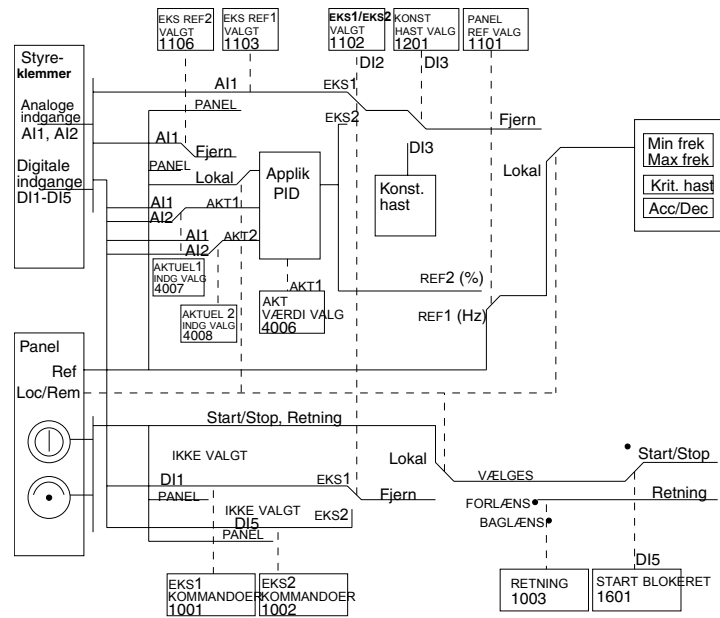 EKS REF2
VALGT
1106
EKS REF1
VALGT
1103
EKS1/EKS2
VALGT
1102
KONST
HAST VALG
1201
PANEL
REF VALG
1101
DI2
DI3
Styre-
klemmer
Analoge
indgange
AI1, AI2
Digitale
indgange
DI1-DI5
AI1
EKS1
PANEL
EKS2
Fjern
AI1
Fjern
PANEL
Lokal
Applik
PID
DI3
Konst.
hast
Lokal
Min frek
Max frek
Krit. hast
Acc/Dec
AI1
AI2
AKT1
AI1
AI2
AKT2
AKTUEL1
INDG VALG
4007
AKTUEL 2
INDG VALG
4008
AKT1
AKT
VÆRDI VALG
4006
REF2 (%)
REF1 (Hz)
Panel
Ref
Loc/Rem
Start/Stop, Retning
IKKE VALGT
Lokal
Start/Stop
VÆLGES
DI1
EKS1
PANEL
Fjern
Retning
IKKE VALGT
EKS2
DI5
PANEL
FORLÆNS
BAGLÆNS
DI5
EKS1
KOMMANDOER
1001
EKS2
KOMMANDOER
1002
RETNING
1003
START BLOKERET
1601